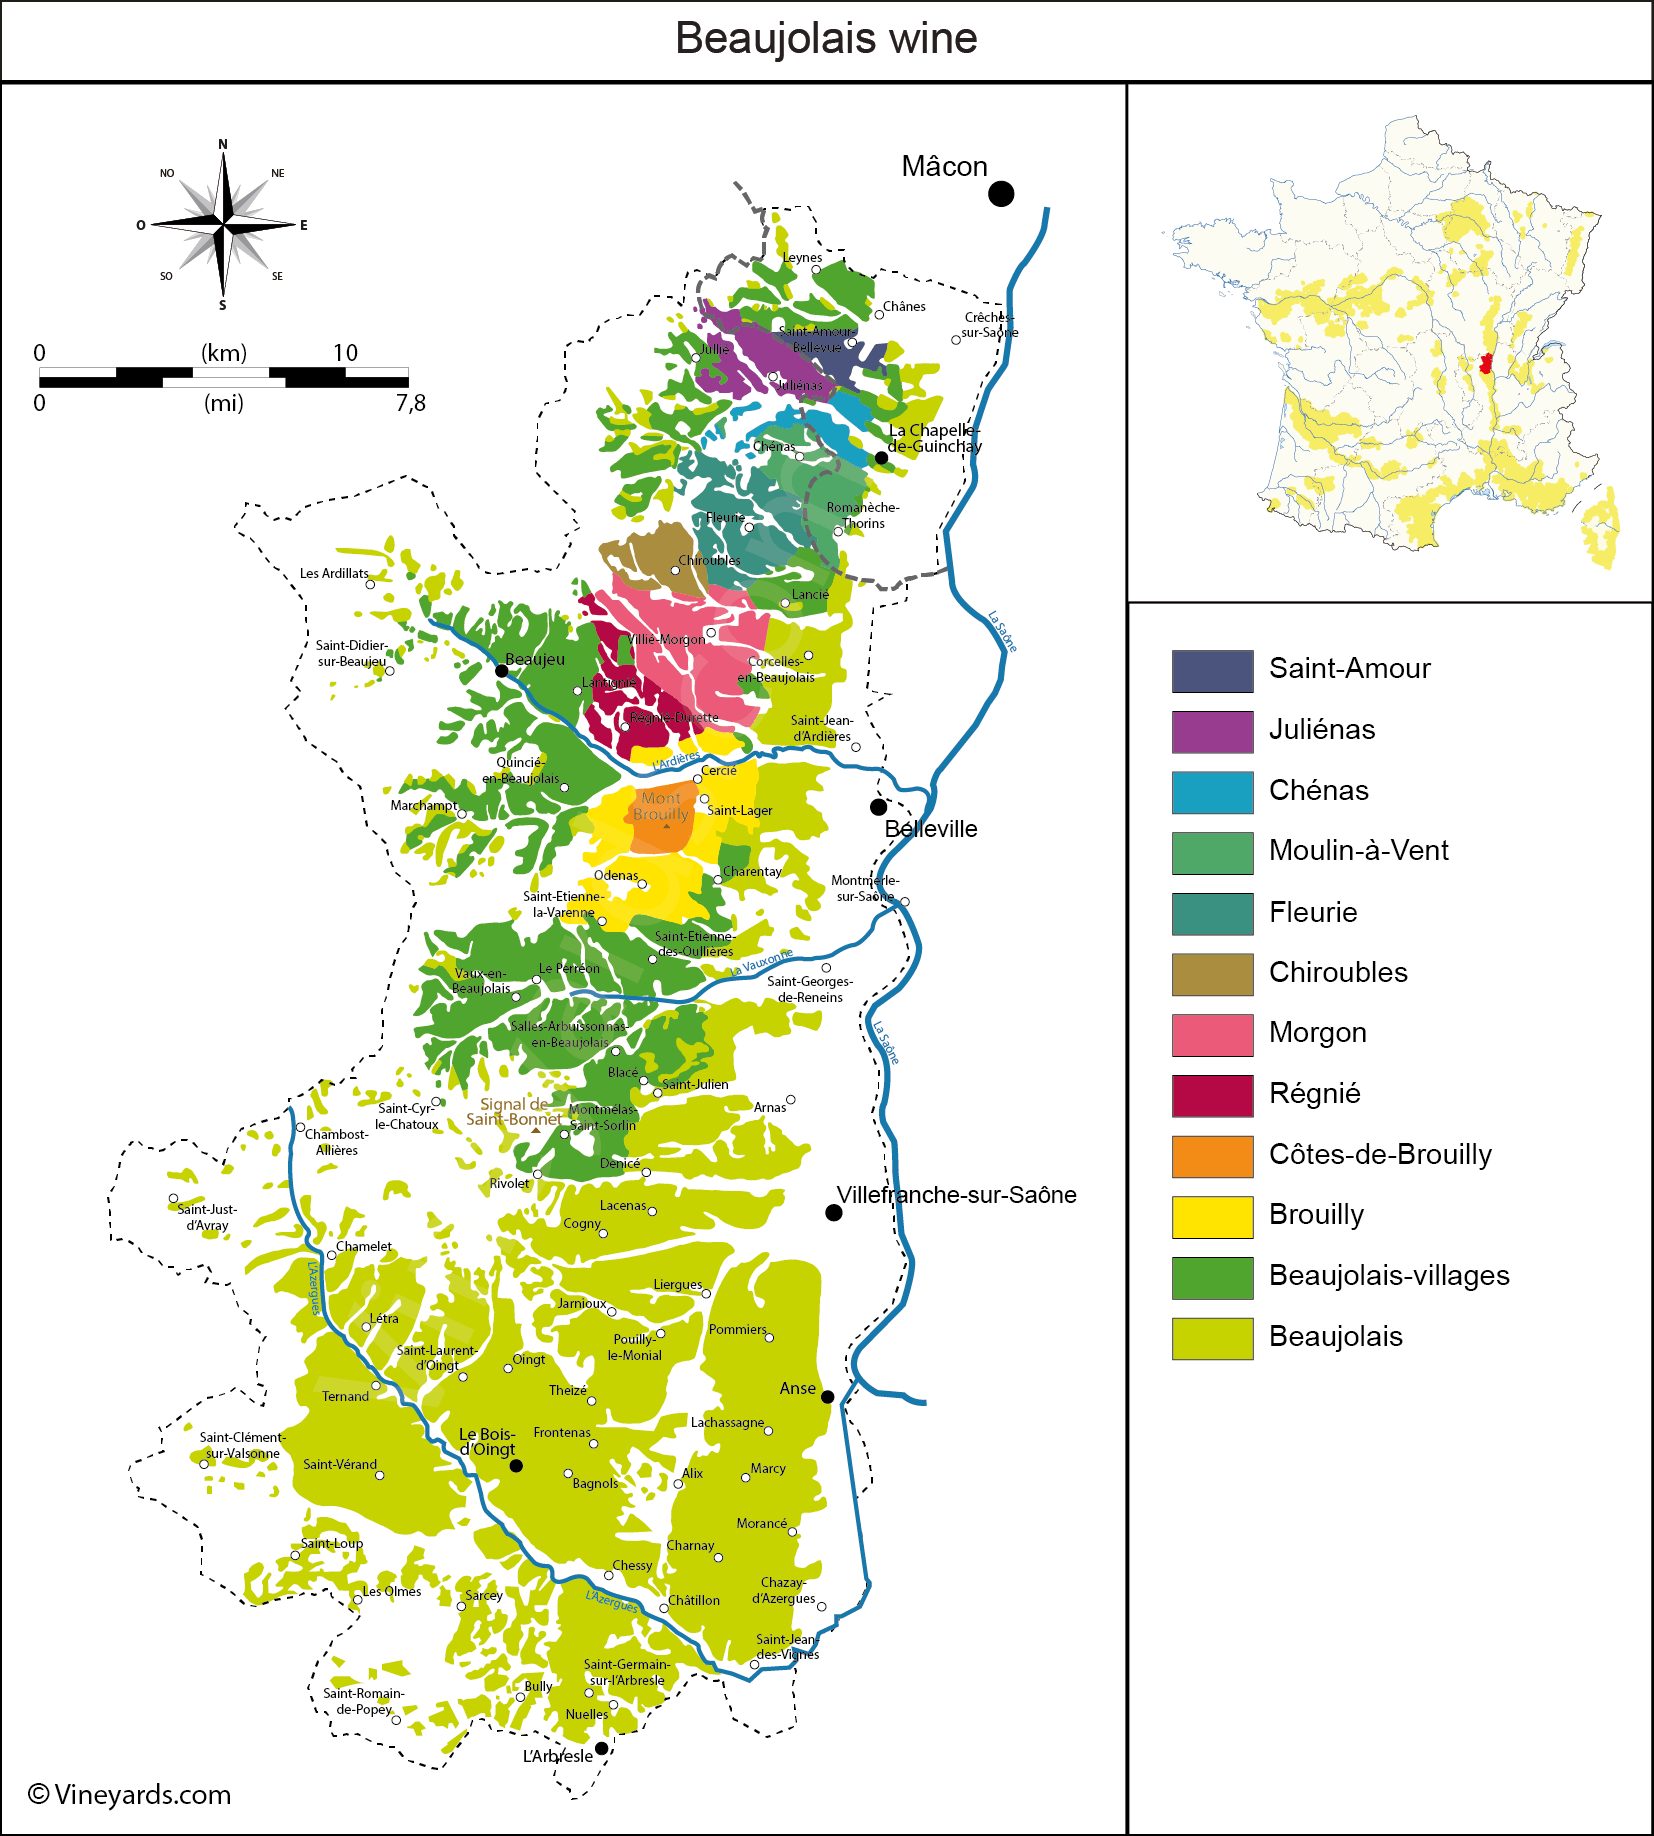 Beaujolais wine
N
NO
NE
O
E
SO
SE
S
0
(km)
10
0
(mi)
7,8
Mâcon
Leynes
Chânes
Crêches-
sur-Saône
Saint-Amour-
Bellevue
Jullié
Juliénas
La Chapelle-
de-Guinchay
Chénas
Romanèche-
Thorins
Fleurie
Chiroubles
Les Ardillats
Lancié
La Saône
Villié-Morgon
Saint-Didier-
sur-Beaujeu
Beaujeu
Corcelles-
en-Beaujolais
Lantignié
Régnié-Durette
Saint-Jean-
d'Ardières
L'Ardières
Quincié-
en-Beaujolais
Cercié
Marchampt
Mont
Brouilly
Saint-Lager
Belleville
Odenas
Charentay
Montmerle-
sur-Saône
Saint-Etienne-
la-Varenne
Saint-Etienne-
des-Oullières
La Vauxonne
Vaux-en-
Beaujolais
Le Perréon
Saint-Georges-
de-Reneins
Salles-Arbuissonnas-
en-Beaujolais
La Saône
Blacé
Saint-Julien
Saint-Cyr-
le-Chatoux
Signal de
Saint-Bonnet
Montmélas-
Saint-Sorlin
Arnas
Chambost-
Allières
Denicé
Rivolet
Saint-Just-
d'Avray
Lacenas
Cogny
Villefranche-sur-Saône
Chamelet
L'Azergues
Liergues
Jarnioux
Létra
Pouilly-
le-Monial
Pommiers
Saint-Laurent-
d'Oingt
Oingt
Ternand
Theizé
Anse
Lachassagne
Saint-Clément-
sur-Valsonne
Le Bois-
d'Oingt
Frontenas
Saint-Vérand
Bagnols
Alix
Marcy
Morancé
Saint-Loup
Charnay
Chessy
Les Olmes
Sarcey
L'Azergues
Châtillon
Chazay-
d'Azergues
Saint-Jean-
des-Vignes
Saint-Germain-
sur-l'Arbresle
Saint-Romain-
de-Popey
Bully
Nuelles
L'Arbresle
© Vineyards.com
Saint-Amour
Juliénas
Chénas
Moulin-à-Vent
Fleurie
Chiroubles
Morgon
Régnié
Côtes-de-Brouilly
Brouilly
Beaujolais-villages
Beaujolais